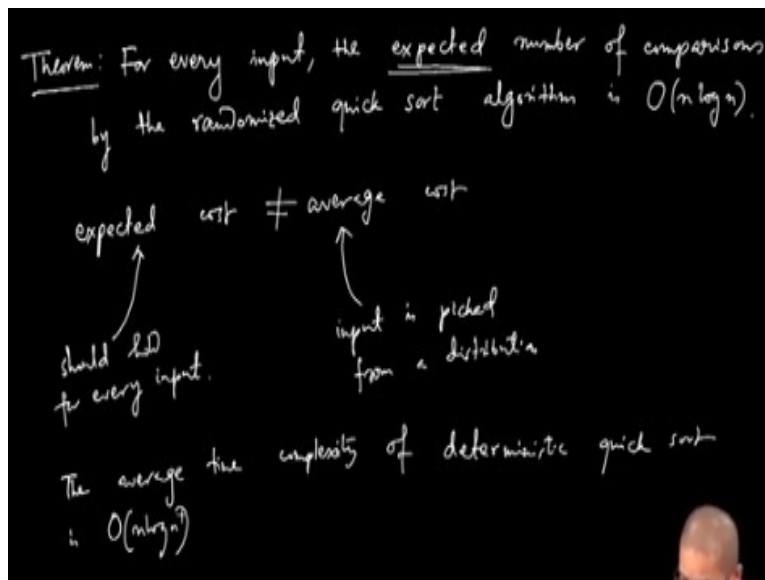 Theorem: For every input, the expected number of comparisons
by the randomized quick sort algorithm is O(n log n).
expected cost ≠ average cost
should hold
for every input.
input is picked
from a distribution
The average time complexity of deterministic quick sort
is O(n log n)